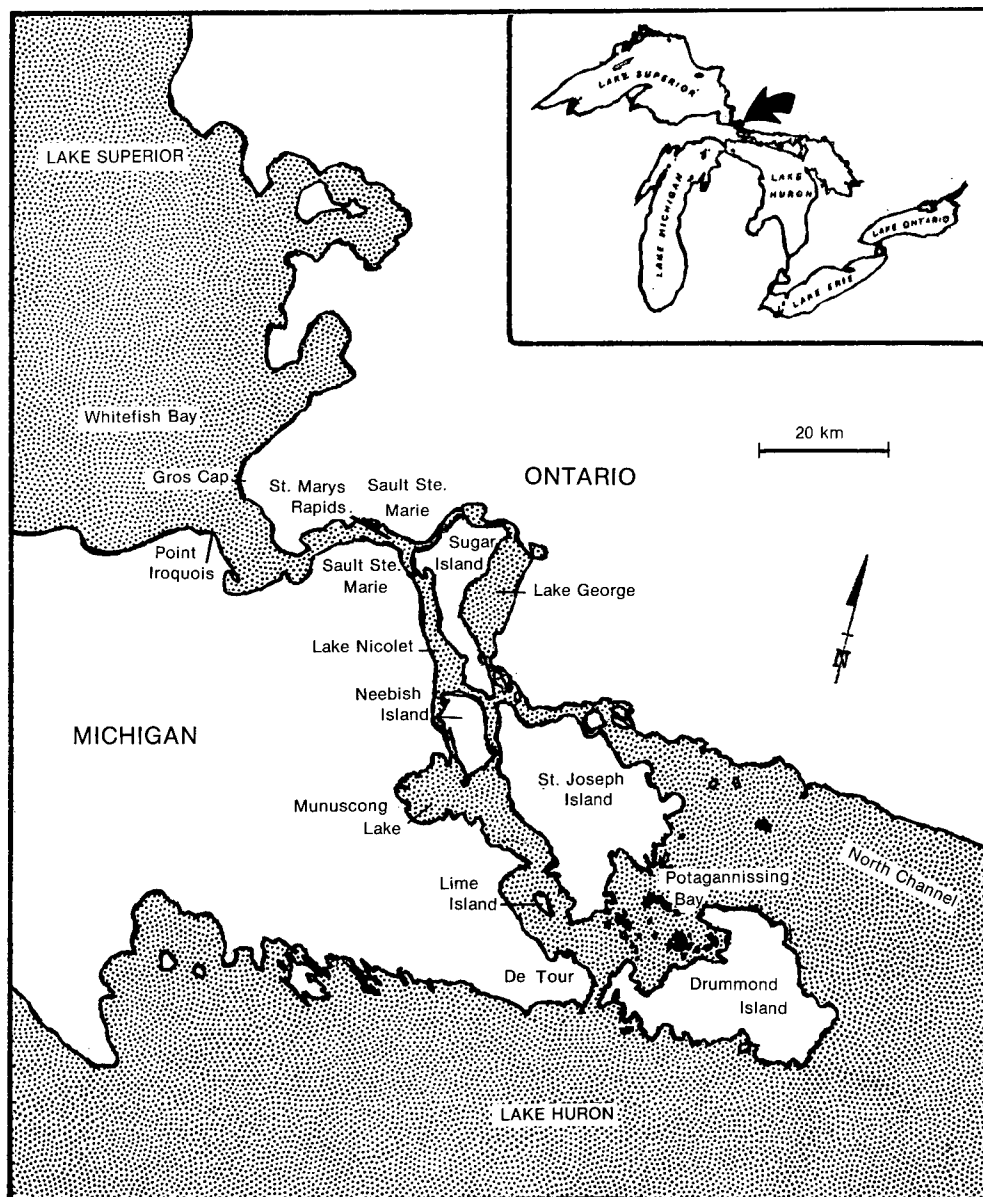 LAKE SUPERIOR
LAKE SUPERIOR
LAKE MICHIGAN
LAKE
HURON
LAKE ONTARIO
LAKE ERIE
Whitefish Bay
20 km
Gros Cap
St. Marys
Rapids
Sault Ste.
Marie
ONTARIO
Point
Iroquois
Sault Ste.
Marie
Sugar
Island
Lake George
Lake Nicolet
N
Neebish
Island
MICHIGAN
St. Joseph
Island
Munuscong
Lake
North Channel
Lime
Island
Potagannissing
Bay
De Tour
Drummond
Island
LAKE HURON